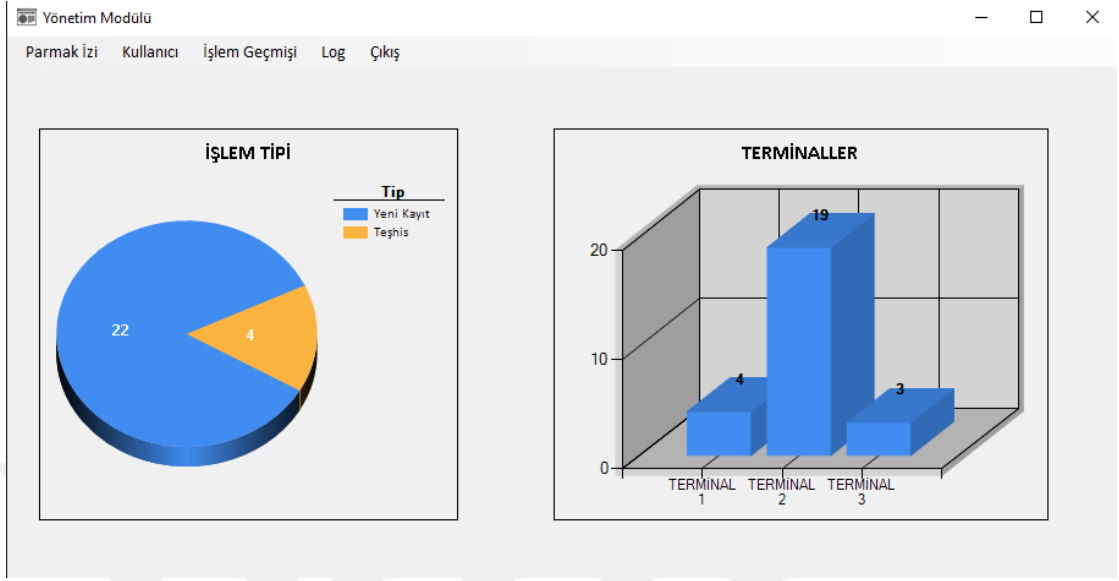 Yönetim Modülü
Parmak İzi Kullanıcı İşlem Geçmişi Log Çıkış
İŞLEM TİPİ
Tip
Yeni Kayıt
Teşhis
22
4
TERMİNALLER
20
10
0
4
19
3
TERMİNAL 1
TERMİNAL 2
TERMİNAL 3